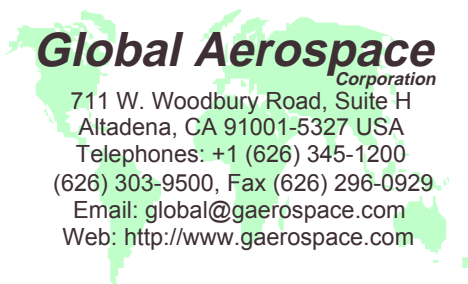 Global Aerospace
Corporation
711 W. Woodbury Road, Suite H
Altadena, CA 91001-5327 USA
Telephones: +1 (626) 345-1200
(626) 303-9500, Fax (626) 296-0929
Email: global@gaerospace.com
Web: http://www.gaerospace.com